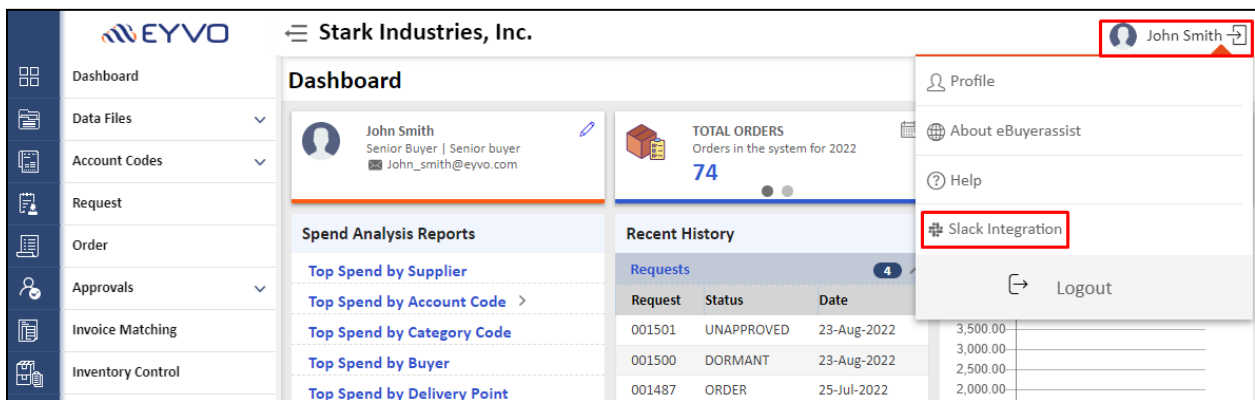 EYVO
Stark Industries, Inc.
John Smith
Dashboard
Data Files
Account Codes
Request
Order
Approvals
Invoice Matching
Inventory Control
Dashboard
John Smith
Senior Buyer | Senior buyer
John_smith@eyvo.com
TOTAL ORDERS
Orders in the system for 2022
74
Spend Analysis Reports
Top Spend by Supplier
Top Spend by Account Code >
Top Spend by Category Code
Top Spend by Buyer
Top Spend by Delivery Point
Recent History
Requests 4
Request Status Date
001501 UNAPPROVED 23-Aug-2022
001500 DORMANT 23-Aug-2022
001487 ORDER 25-Jul-2022
Profile
About eBuyerassist
Help
Slack Integration
Logout
3,500.00
3,000.00
2,500.00
2,000.00